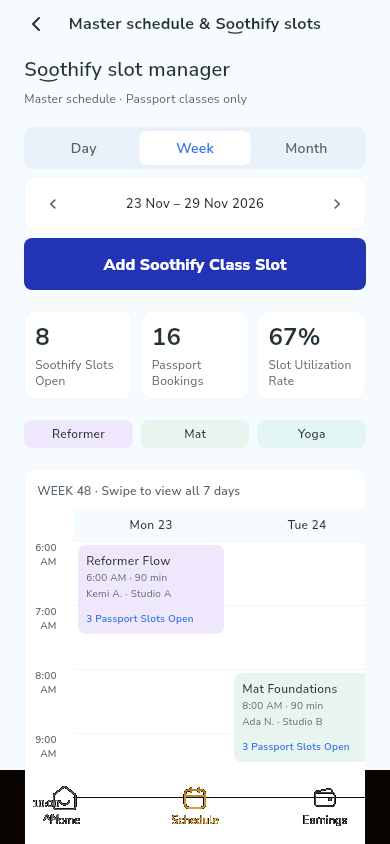 Master schedule & Soothify slots
Soothify slot manager
Master schedule · Passport classes only
Day Week Month
23 Nov – 29 Nov 2026
Add Soothify Class Slot
8 16 67%
Soothify Slots Open Passport Bookings Slot Utilization Rate
Reformer Mat Yoga
WEEK 48 · Swipe to view all 7 days
Mon 23 Tue 24
6:00 AM
Reformer Flow
6:00 AM · 90 min
Kemi A. · Studio A
3 Passport Slots Open
7:00 AM
8:00 AM
Mat Foundations
8:00 AM · 90 min
Ada N. · Studio B
3 Passport Slots Open
9:00 AM
Home Schedule Earnings